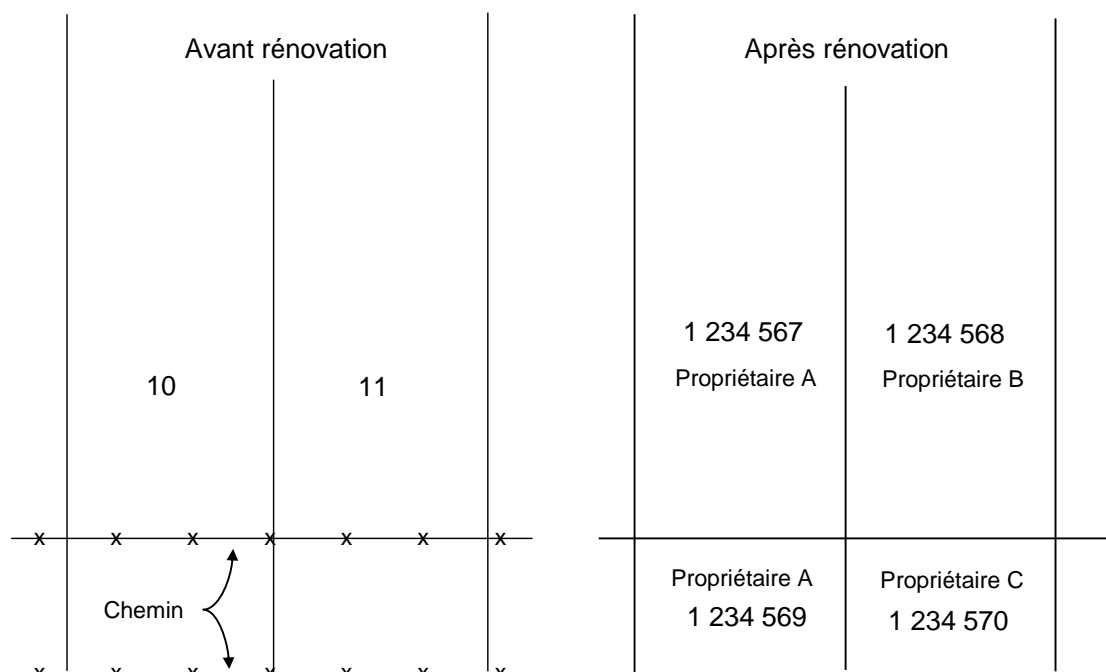 Avant rénovation
10
11
x x x x x x x
Chemin
x x x x x x x
Après rénovation
1 234 567
1 234 568
Propriétaire A
Propriétaire B
Propriétaire A
Propriétaire C
1 234 569
1 234 570